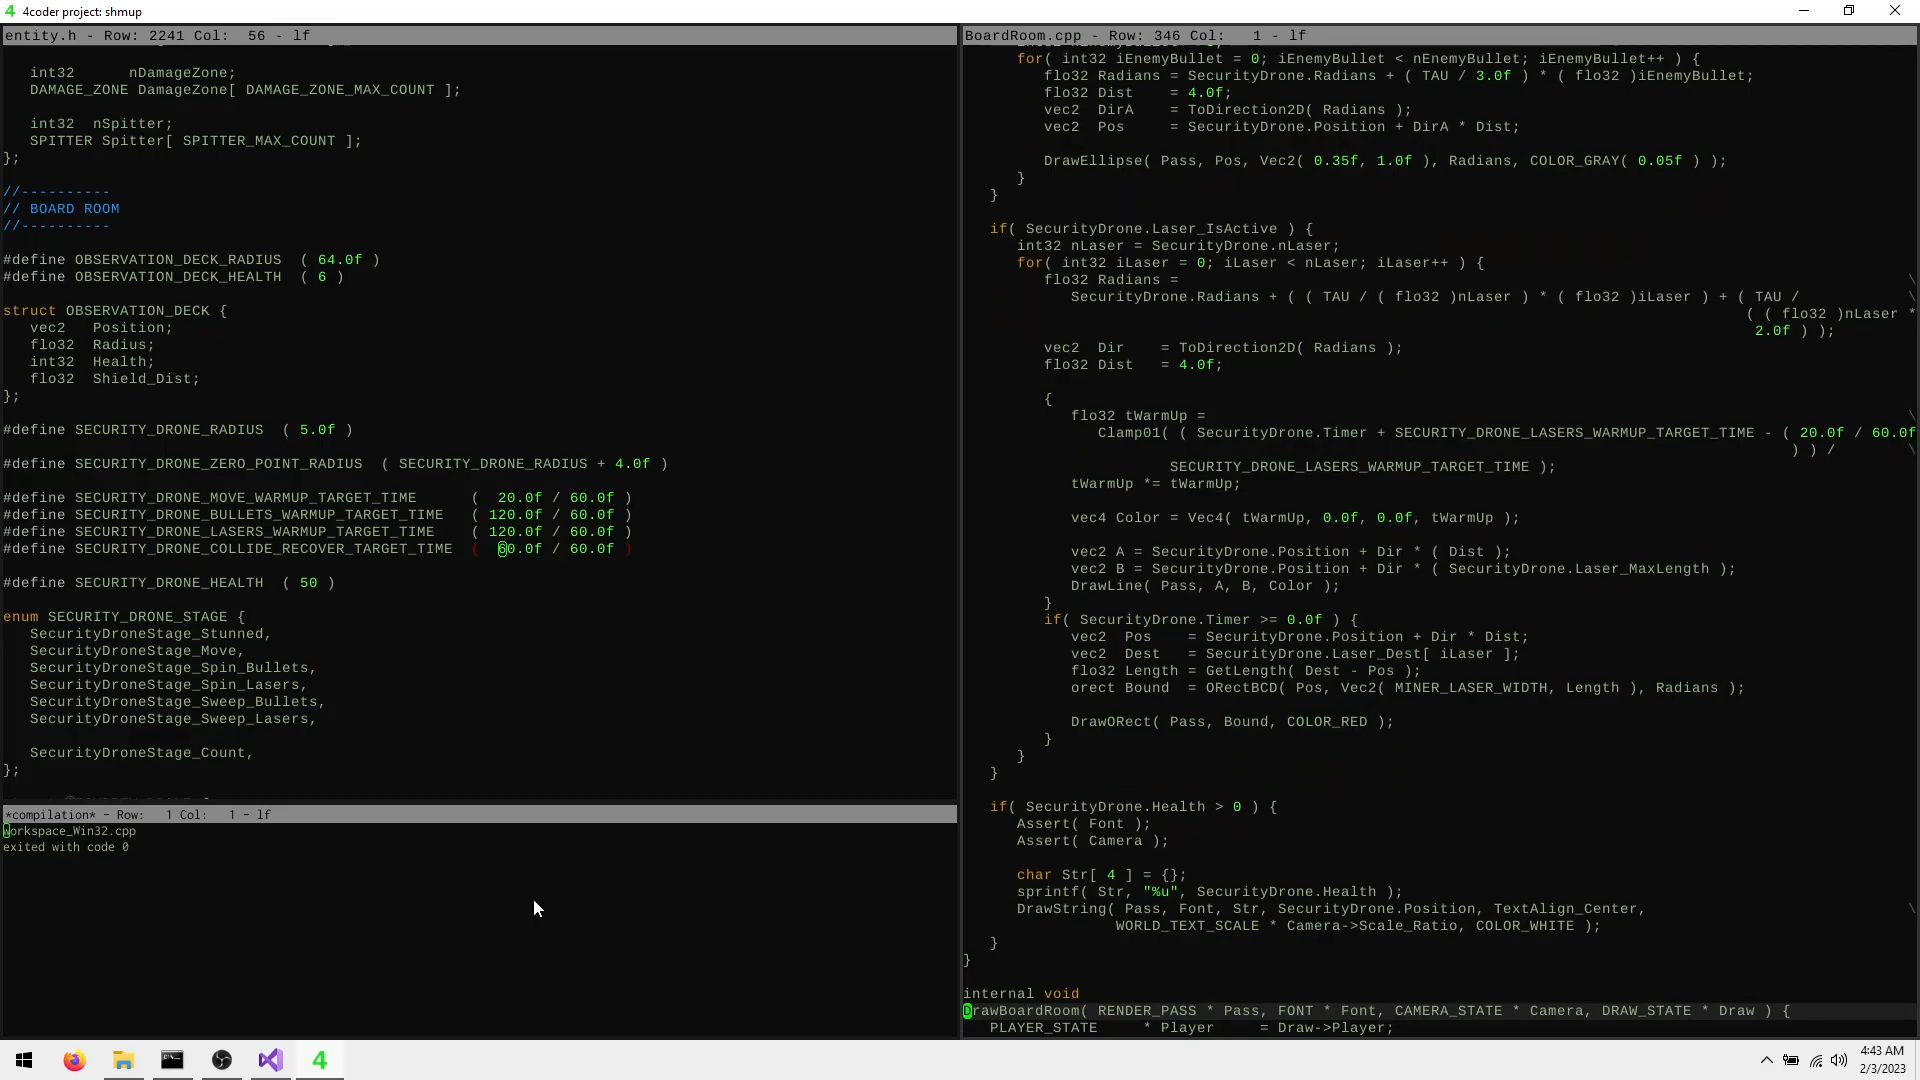 4coder project: shmup
entity.h - Row: 2241 Col:  56 - lf
int32      nDamageZone;
DAMAGE_ZONE DamageZone[ DAMAGE_ZONE_MAX_COUNT ];
int32  nSpitter;
SPITTER Spitter[ SPITTER_MAX_COUNT ];
};
//----------
// BOARD ROOM
//----------
#define OBSERVATION_DECK_RADIUS  ( 64.0f )
#define OBSERVATION_DECK_HEALTH  ( 6 )
struct OBSERVATION_DECK {
vec2   Position;
flo32  Radius;
int32  Health;
flo32  Shield_Dist;
};
#define SECURITY_DRONE_RADIUS  ( 5.0f )
#define SECURITY_DRONE_ZERO_POINT_RADIUS  ( SECURITY_DRONE_RADIUS + 4.0f )
#define SECURITY_DRONE_MOVE_WARMUP_TARGET_TIME      (  20.0f / 60.0f )
#define SECURITY_DRONE_BULLETS_WARMUP_TARGET_TIME   ( 120.0f / 60.0f )
#define SECURITY_DRONE_LASERS_WARMUP_TARGET_TIME    ( 120.0f / 60.0f )
#define SECURITY_DRONE_COLLIDE_RECOVER_TARGET_TIME  (  60.0f / 60.0f )
#define SECURITY_DRONE_HEALTH  ( 50 )
enum SECURITY_DRONE_STAGE {
SecurityDroneStage_Stunned,
SecurityDroneStage_Move,
SecurityDroneStage_Spin_Bullets,
SecurityDroneStage_Spin_Lasers,
SecurityDroneStage_Sweep_Bullets,
SecurityDroneStage_Sweep_Lasers,
SecurityDroneStage_Count,
};
*compilation* - Row:   1 Col:   1 - lf
workspace_Win32.cpp
exited with code 0
BoardRoom.cpp - Row: 346 Col:   1 - lf
for( int32 iEnemyBullet = 0; iEnemyBullet < nEnemyBullet; iEnemyBullet++ ) {
flo32 Radians = SecurityDrone.Radians + ( TAU / 3.0f ) * ( flo32 )iEnemyBullet;
flo32 Dist    = 4.0f;
vec2  DirA    = ToDirection2D( Radians );
vec2  Pos     = SecurityDrone.Position + DirA * Dist;
DrawEllipse( Pass, Pos, Vec2( 0.35f, 1.0f ), Radians, COLOR_GRAY( 0.05f ) );
}
}
if( SecurityDrone.Laser_IsActive ) {
int32 nLaser = SecurityDrone.nLaser;
for( int32 iLaser = 0; iLaser < nLaser; iLaser++ ) {
flo32 Radians = \
SecurityDrone.Radians + ( ( TAU / ( flo32 )nLaser ) * ( flo32 )iLaser ) + ( TAU / \
( ( flo32 )nLaser * \
2.0f ) );
vec2  Dir    = ToDirection2D( Radians );
flo32 Dist   = 4.0f;
{
flo32 tWarmUp = \
Clamp01( ( SecurityDrone.Timer + SECURITY_DRONE_LASERS_WARMUP_TARGET_TIME - ( 20.0f / 60.0f
) ) / \
SECURITY_DRONE_LASERS_WARMUP_TARGET_TIME );
tWarmUp *= tWarmUp;
vec4 Color = Vec4( tWarmUp, 0.0f, 0.0f, tWarmUp );
vec2 A = SecurityDrone.Position + Dir * ( Dist );
vec2 B = SecurityDrone.Position + Dir * ( SecurityDrone.Laser_MaxLength );
DrawLine( Pass, A, B, Color );
}
if( SecurityDrone.Timer >= 0.0f ) {
vec2  Pos    = SecurityDrone.Position + Dir * Dist;
vec2  Dest   = SecurityDrone.Laser_Dest[ iLaser ];
flo32 Length = GetLength( Dest - Pos );
orect Bound  = ORectBCD( Pos, Vec2( MINER_LASER_WIDTH, Length ), Radians );
DrawORect( Pass, Bound, COLOR_RED );
}
}
}
if( SecurityDrone.Health > 0 ) {
Assert( Font );
Assert( Camera );
char Str[ 4 ] = {};
sprintf( Str, "%u", SecurityDrone.Health );
DrawString( Pass, Font, Str, SecurityDrone.Position, TextAlign_Center, \
WORLD_TEXT_SCALE * Camera->Scale_Ratio, COLOR_WHITE );
}
}
internal void
DrawBoardRoom( RENDER_PASS * Pass, FONT * Font, CAMERA_STATE * Camera, DRAW_STATE * Draw ) {
PLAYER_STATE     * Player     = Draw->Player;
4
4:43 AM
2/3/2023